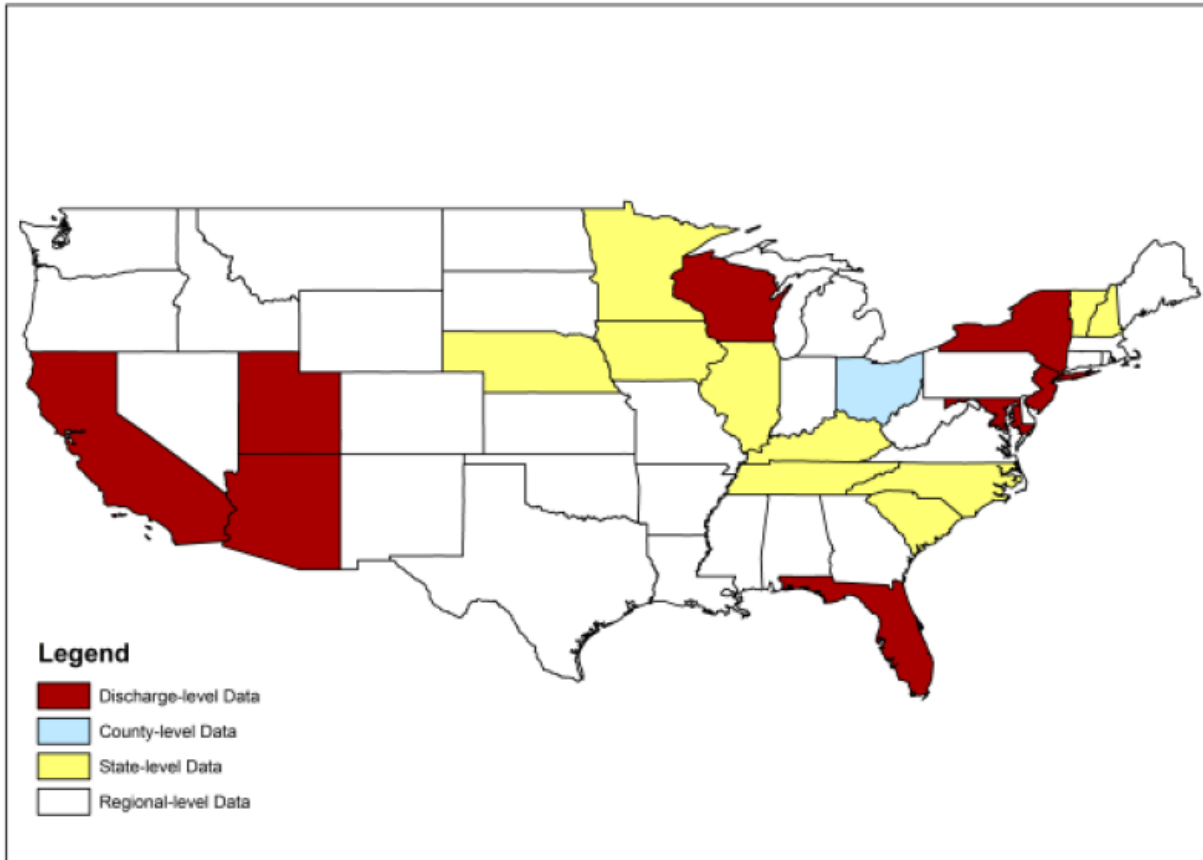 Legend
Discharge-level Data
County-level Data
State-level Data
Regional-level Data